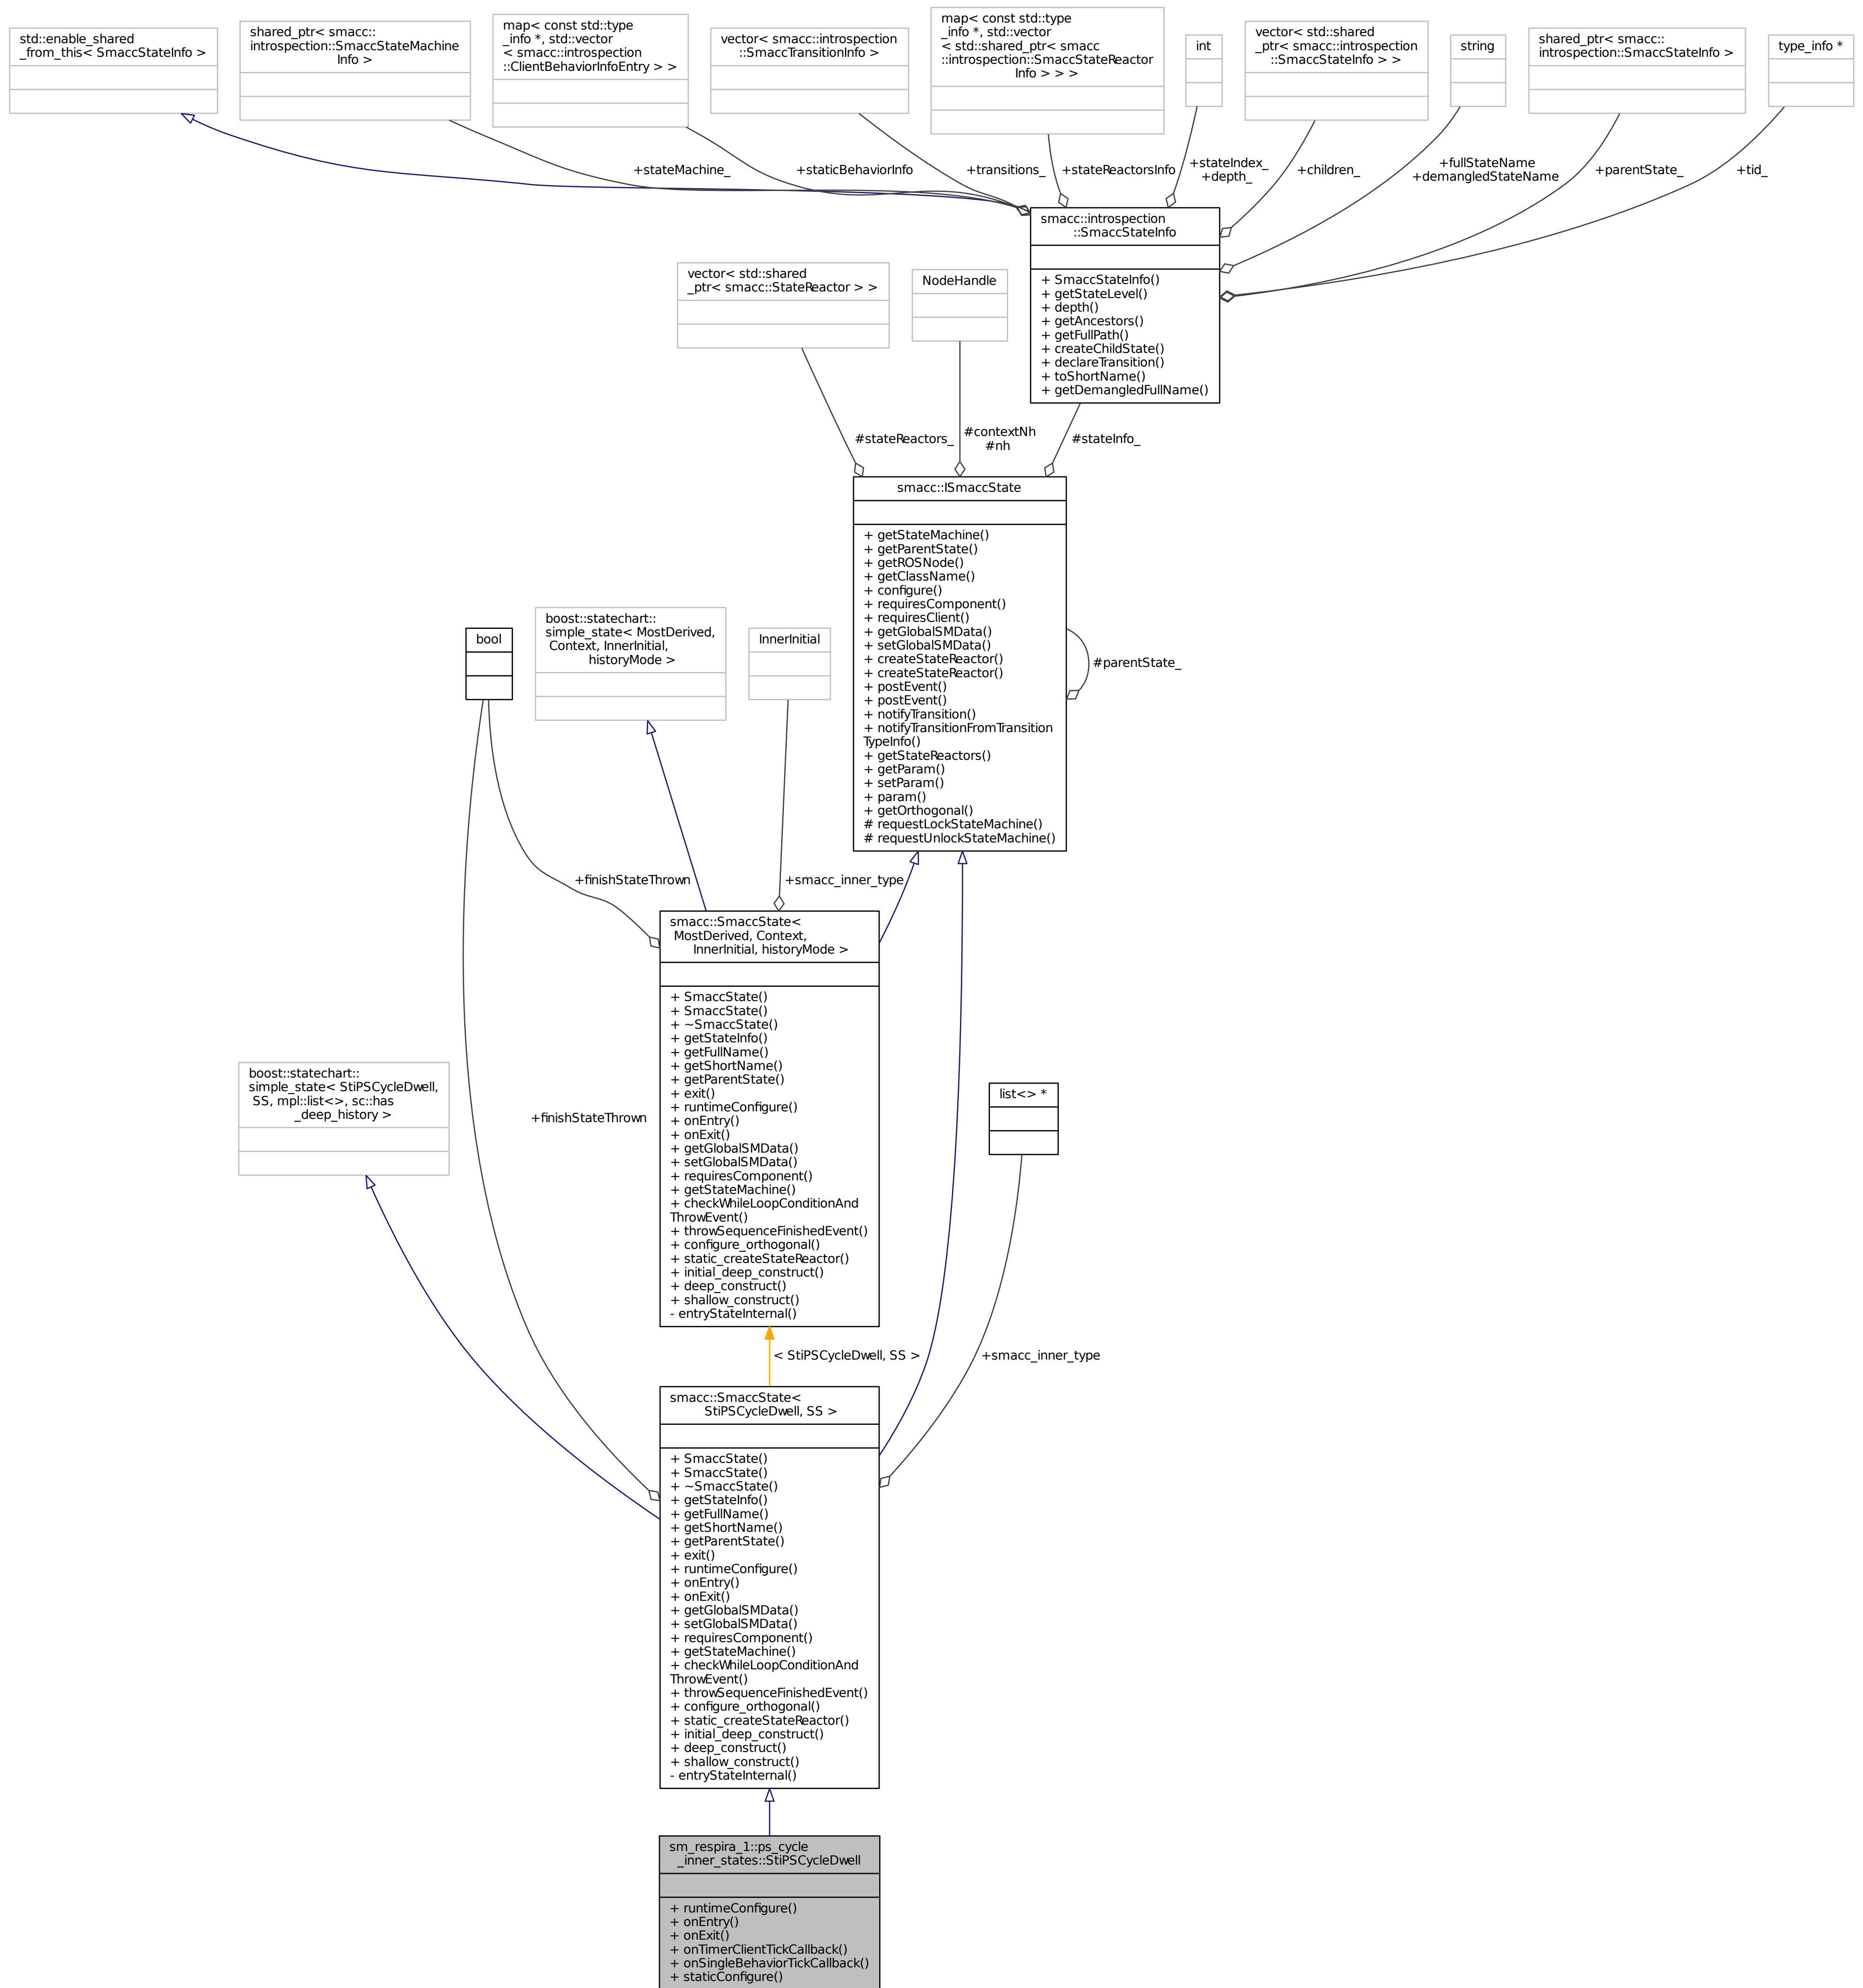 std::enable_shared
_from_this< SmaccStateInfo >
shared_ptr< smacc::
introspection::SmaccStateMachine
Info >
map< const std::type
_info *, std::vector
< smacc::introspection
::ClientBehaviorInfoEntry > >
vector< smacc::introspection
::SmaccTransitionInfo >
map< const std::type
_info *, std::vector
< std::shared_ptr< smacc
::introspection::SmaccStateReactor
Info > > >
int
vector< std::shared
_ptr< smacc::introspection
::SmaccStateInfo > >
string
shared_ptr< smacc::
introspection::SmaccStateInfo >
type_info *
+stateMachine_
+staticBehaviorInfo
+transitions_
+stateReactorsInfo
+stateIndex_
+depth_
+children_
+fullStateName
+demangledStateName
+parentState_
+tid_
smacc::introspection
::SmaccStateInfo
+ SmaccStateInfo()
+ getStateLevel()
+ depth()
+ getAncestors()
+ getFullPath()
+ createChildState()
+ declareTransition()
+ toShortName()
+ getDemangledFullName()
vector< std::shared
_ptr< smacc::StateReactor > >
NodeHandle
#stateReactors_
#contextNh
#nh
#stateInfo_
smacc::ISmaccState
+ getStateMachine()
+ getParentState()
+ getROSNode()
+ getClassName()
+ configure()
+ requiresComponent()
+ requiresClient()
+ getGlobalSMData()
+ setGlobalSMData()
+ createStateReactor()
+ createStateReactor()
+ postEvent()
+ postEvent()
+ notifyTransition()
+ notifyTransitionFromTransition
TypeInfo()
+ getStateReactors()
+ getParam()
+ setParam()
+ param()
+ getOrthogonal()
# requestLockStateMachine()
# requestUnlockStateMachine()
#parentState_
bool
boost::statechart::
simple_state< MostDerived,
Context, InnerInitial,
historyMode >
InnerInitial
+finishStateThrown
+smacc_inner_type
smacc::SmaccState<
MostDerived, Context,
InnerInitial, historyMode >
+ SmaccState()
+ SmaccState()
+ ~SmaccState()
+ getStateInfo()
+ getFullName()
+ getShortName()
+ getParentState()
+ exit()
+ runtimeConfigure()
+ onEntry()
+ onExit()
+ getGlobalSMData()
+ setGlobalSMData()
+ requiresComponent()
+ getStateMachine()
+ checkWhileLoopConditionAnd
ThrowEvent()
+ throwSequenceFinishedEvent()
+ configure_orthogonal()
+ static_createStateReactor()
+ initial_deep_construct()
+ deep_construct()
+ shallow_construct()
- entryStateInternal()
boost::statechart::
simple_state< StiPSCycleDwell,
SS, mpl::list<>, sc::has
_deep_history >
+finishStateThrown
list<> *
< StiPSCycleDwell, SS >
+smacc_inner_type
smacc::SmaccState<
StiPSCycleDwell, SS >
+ SmaccState()
+ SmaccState()
+ ~SmaccState()
+ getStateInfo()
+ getFullName()
+ getShortName()
+ getParentState()
+ exit()
+ runtimeConfigure()
+ onEntry()
+ onExit()
+ getGlobalSMData()
+ setGlobalSMData()
+ requiresComponent()
+ getStateMachine()
+ checkWhileLoopConditionAnd
ThrowEvent()
+ throwSequenceFinishedEvent()
+ configure_orthogonal()
+ static_createStateReactor()
+ initial_deep_construct()
+ deep_construct()
+ shallow_construct()
- entryStateInternal()
sm_respira_1::ps_cycle
_inner_states::StiPSCycleDwell
+ runtimeConfigure()
+ onEntry()
+ onExit()
+ onTimerClientTickCallback()
+ onSingleBehaviorTickCallback()
+ staticConfigure()